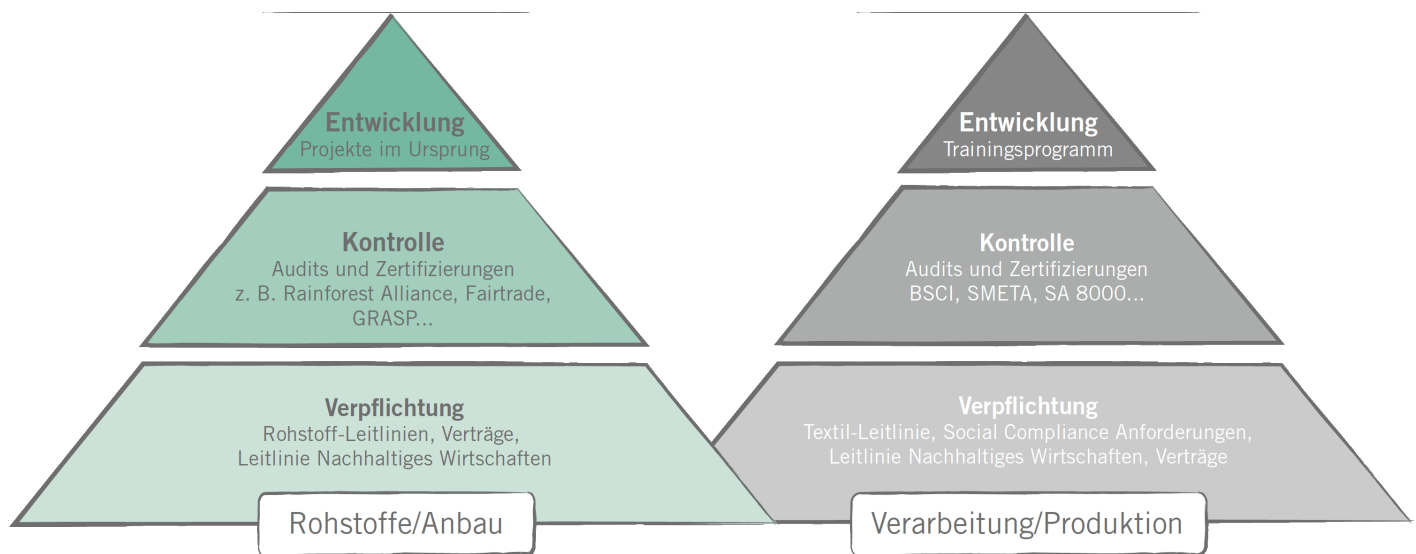 Entwicklung
Projekte im Ursprung
Kontrolle
Audits und Zertifizierungen
z. B. Rainforest Alliance, Fairtrade,
GRASP...
Verpflichtung
Rohstoff-Leitlinien, Verträge,
Leitlinie Nachhaltiges Wirtschaften
Rohstoffe/Anbau
Entwicklung
Trainingsprogramm
Kontrolle
Audits und Zertifizierungen
BSCI, SMETA, SA 8000...
Verpflichtung
Textil-Leitlinie, Social Compliance Anforderungen,
Leitlinie Nachhaltiges Wirtschaften, Verträge
Verarbeitung/Produktion